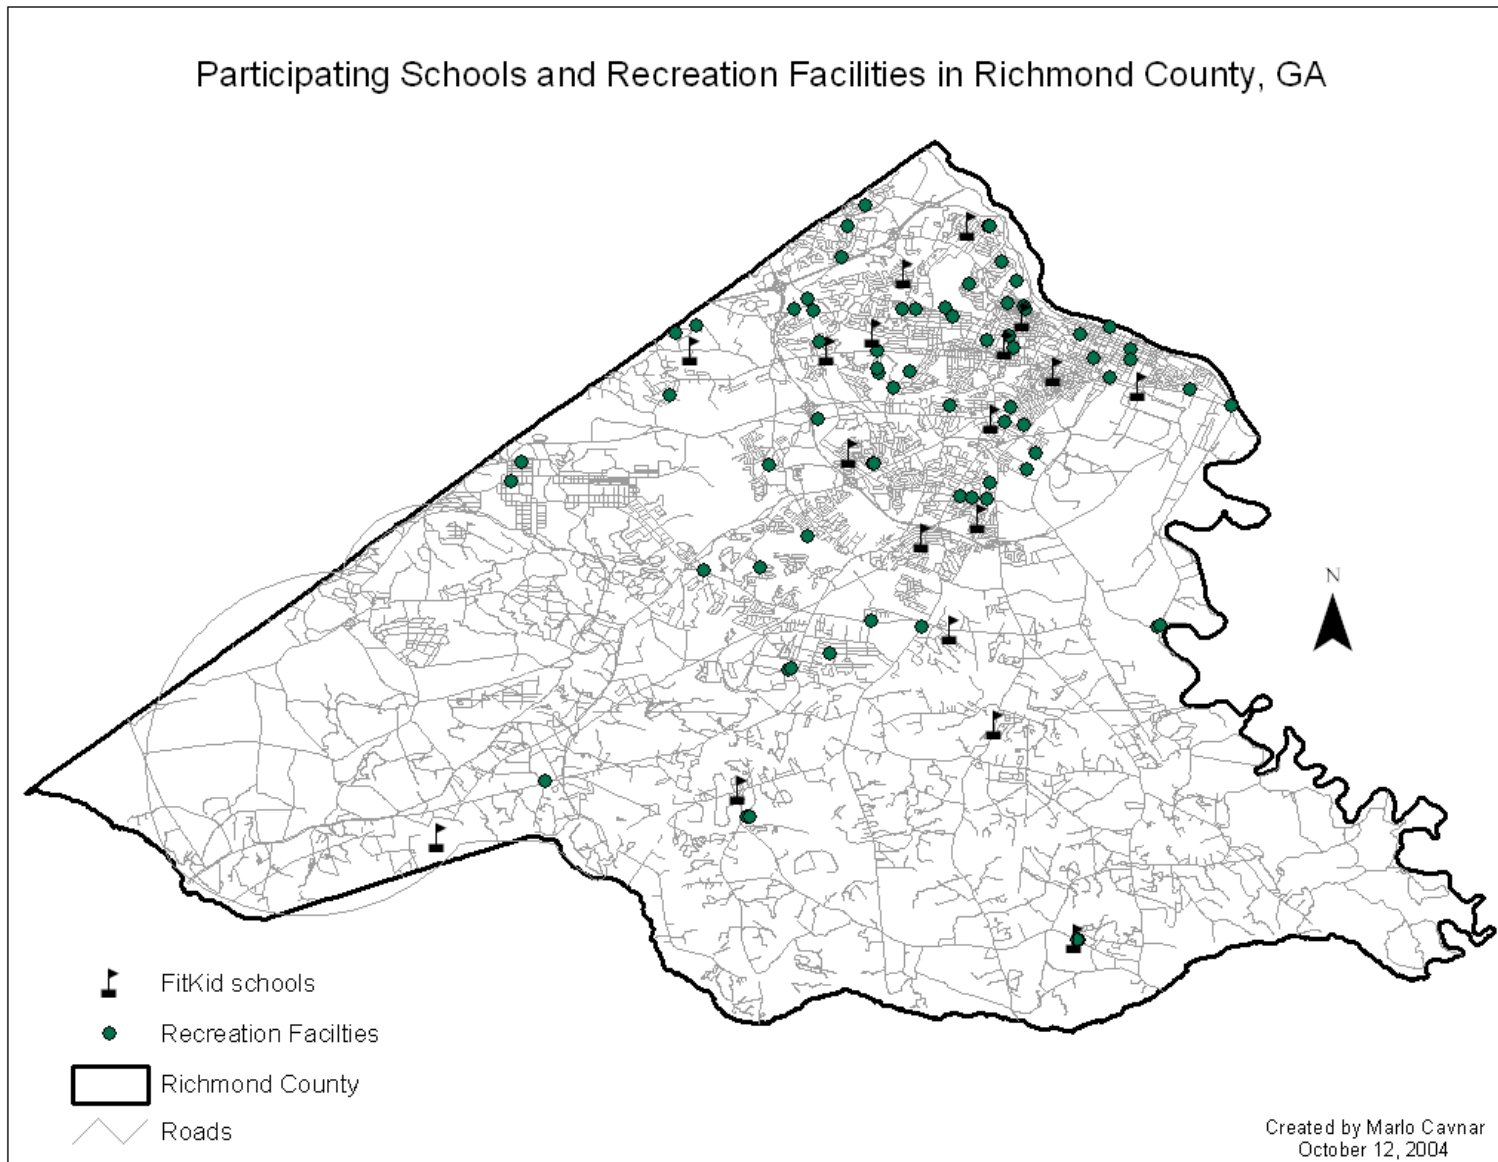 Participating Schools and Recreation Facilities in Richmond County, GA
N
FitKid schools
Recreation Facilties
Richmond County
Roads
Created by Marlo Cavnar
October 12, 2004